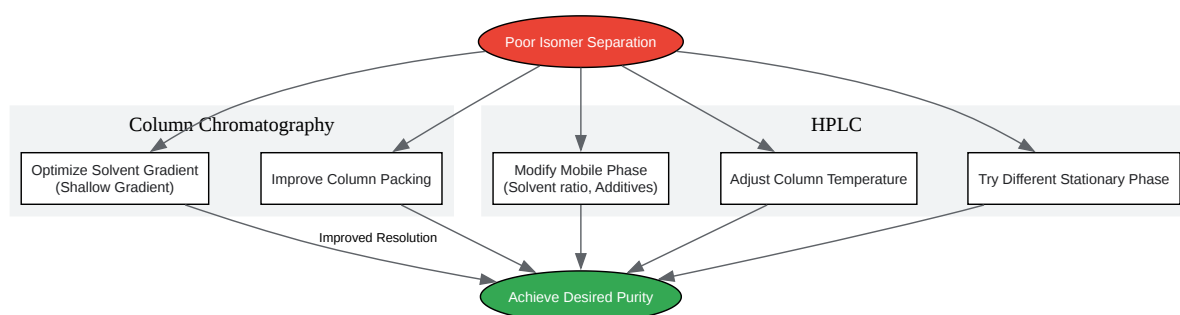 Poor Isomer Separation
Column Chromatography
HPLC
Optimize Solvent Gradient
(Shallow Gradient)
Improve Column Packing
Modify Mobile Phase
(Solvent ratio, Additives)
Adjust Column Temperature
Try Different Stationary Phase
Improved Resolution
Achieve Desired Purity